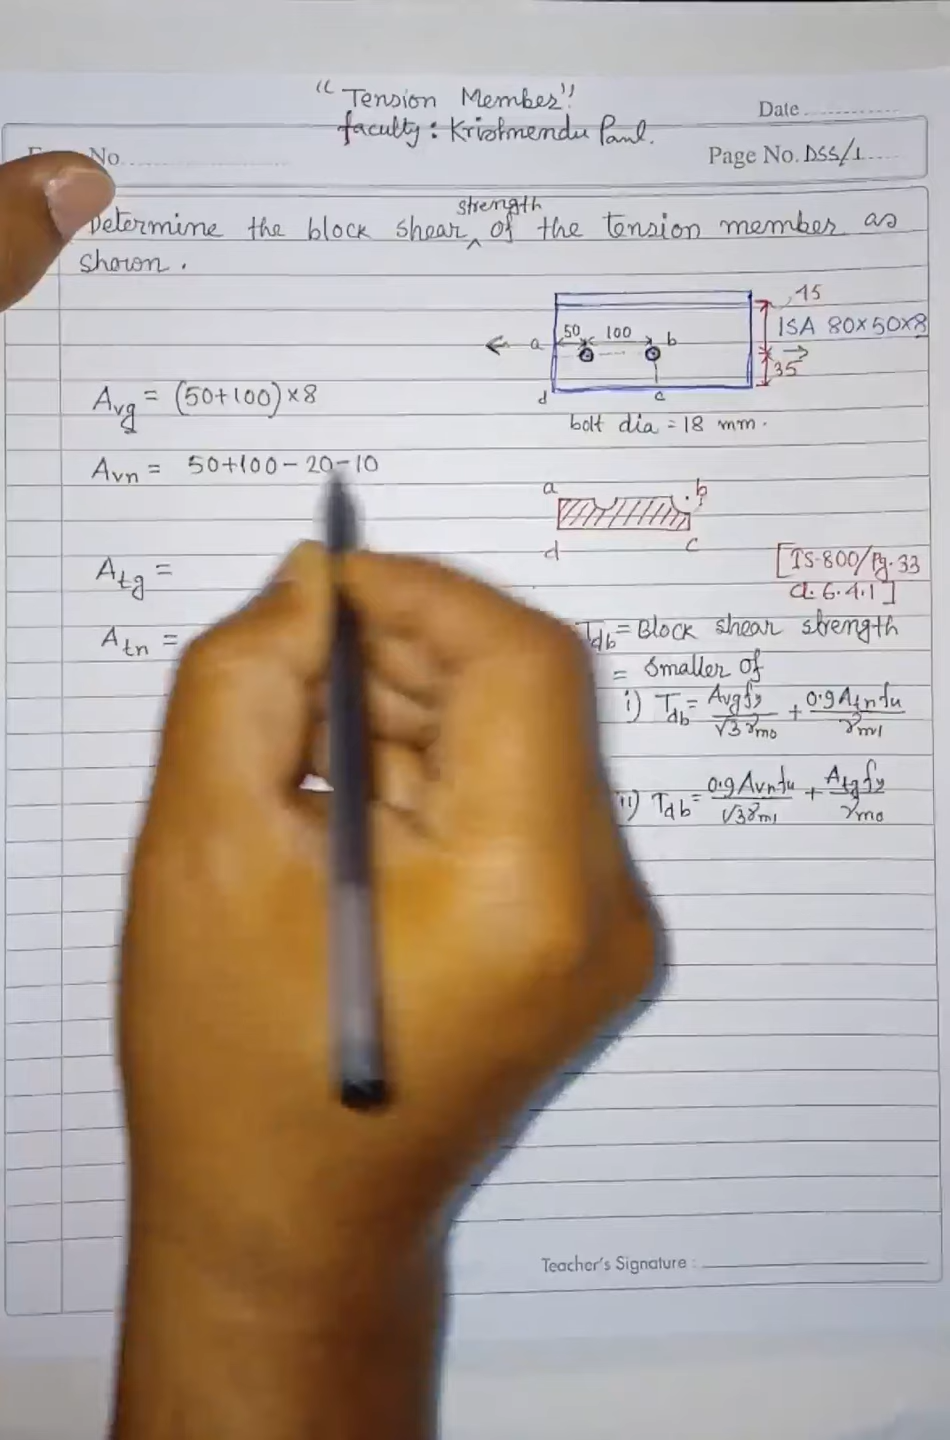 "Tension Member"
faculty: Krishnendu Paul.
Date
No.
Page No. DSS/1
Determine the block shear strength of the tension member as
shown.
45
50 100
a b
ISA 80×50×8
35
d c
bolt dia = 18 mm.
Avg = (50+100)×8
Avn = 50+100-20-10
a b
d c
[IS-800/Pg.33
Cl. 6.4.1]
Atg =
Atn =
Tdb = Block shear strength
= Smaller of
i) Tdb = Avg fy / √3 γm0 + 0.9 Atn fu / γm1
ii) Tdb = 0.9 Avn fu / √3 γm1 + Atg fy / γm0
Teacher's Signature :